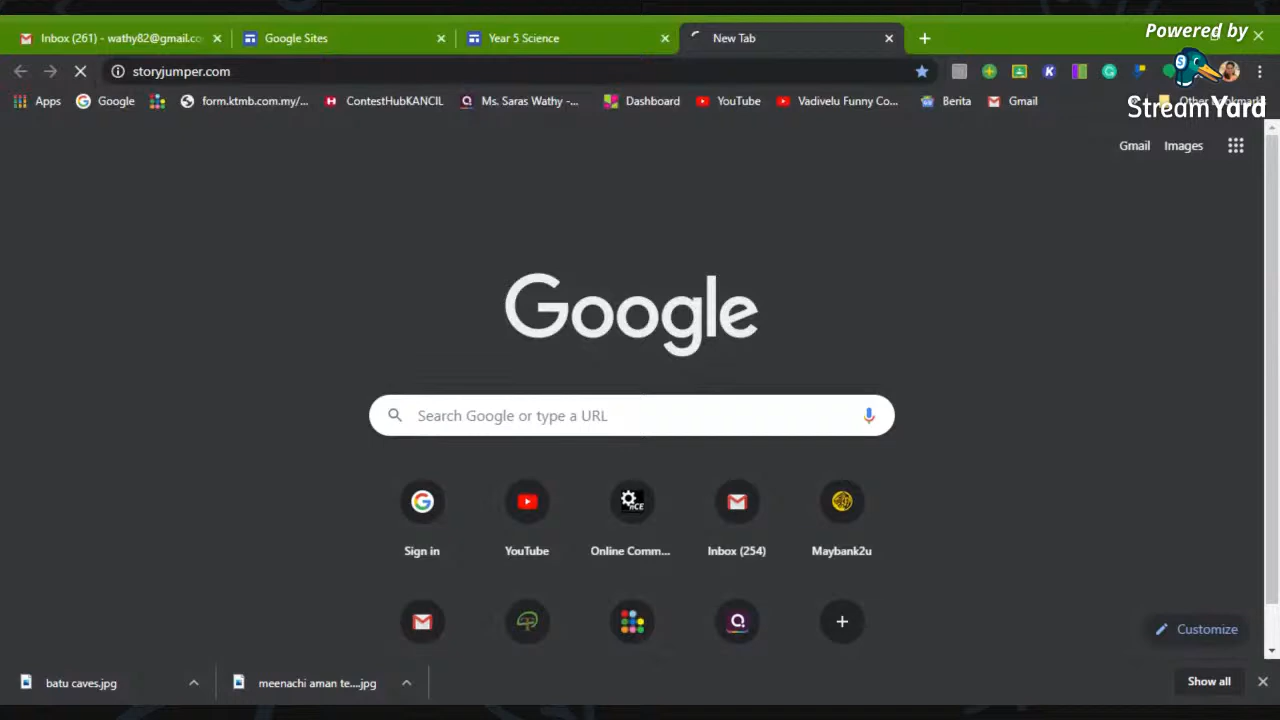 Powered by
StreamYard
Inbox (261) - wathy82@gmail.co
Google Sites
Year 5 Science
New Tab
storyjumper.com
Apps
Google
form.ktmb.com.my/...
ContestHubKANCIL
Ms. Saras Wathy -...
Dashboard
YouTube
Vadivelu Funny Co...
Berita
Gmail
Other bookmarks
Gmail
Images
Google
Search Google or type a URL
Sign in
YouTube
Online Comm...
Inbox (254)
Maybank2u
Customize
batu caves.jpg
meenachi aman te....jpg
Show all